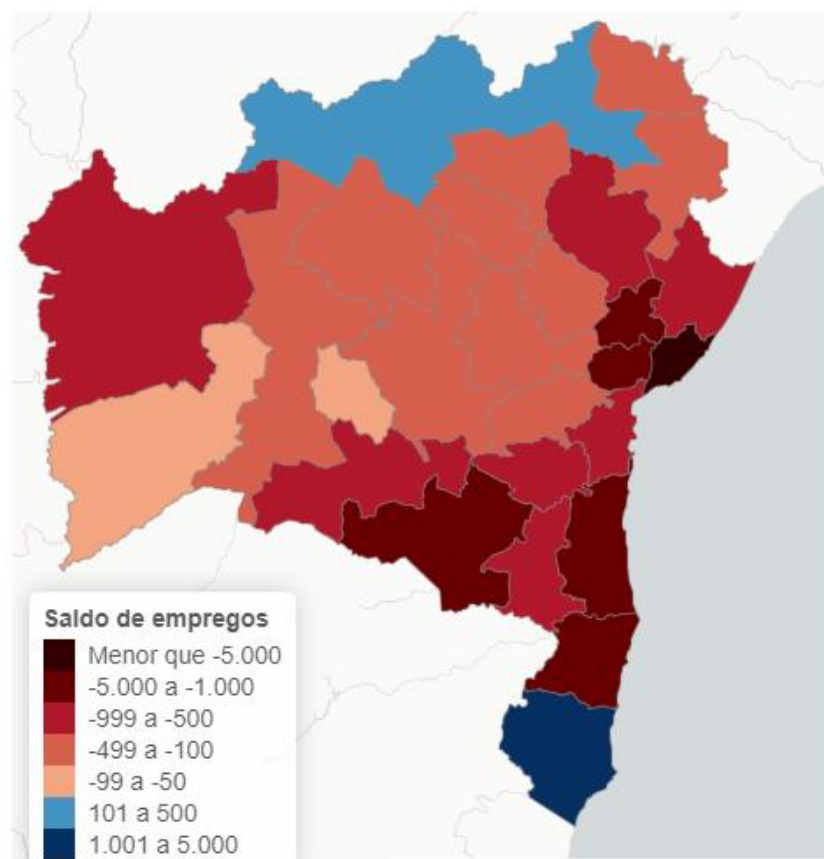 Saldo de empregos
Menor que -5.000
-5.000 a -1.000
-999 a -500
-499 a -100
-99 a -50
101 a 500
1.001 a 5.000